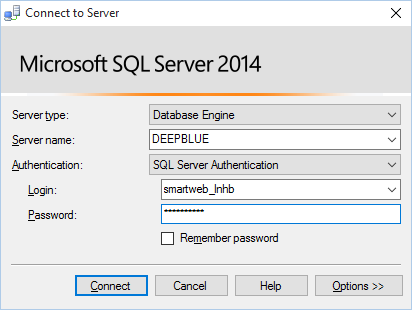 Connect to Server
Microsoft SQL Server 2014
Server type: Database Engine
Server name: DEEPBLUE
Authentication: SQL Server Authentication
Login: smartweb_lnhb
Password: **********
Remember password
Connect Cancel Help Options >>